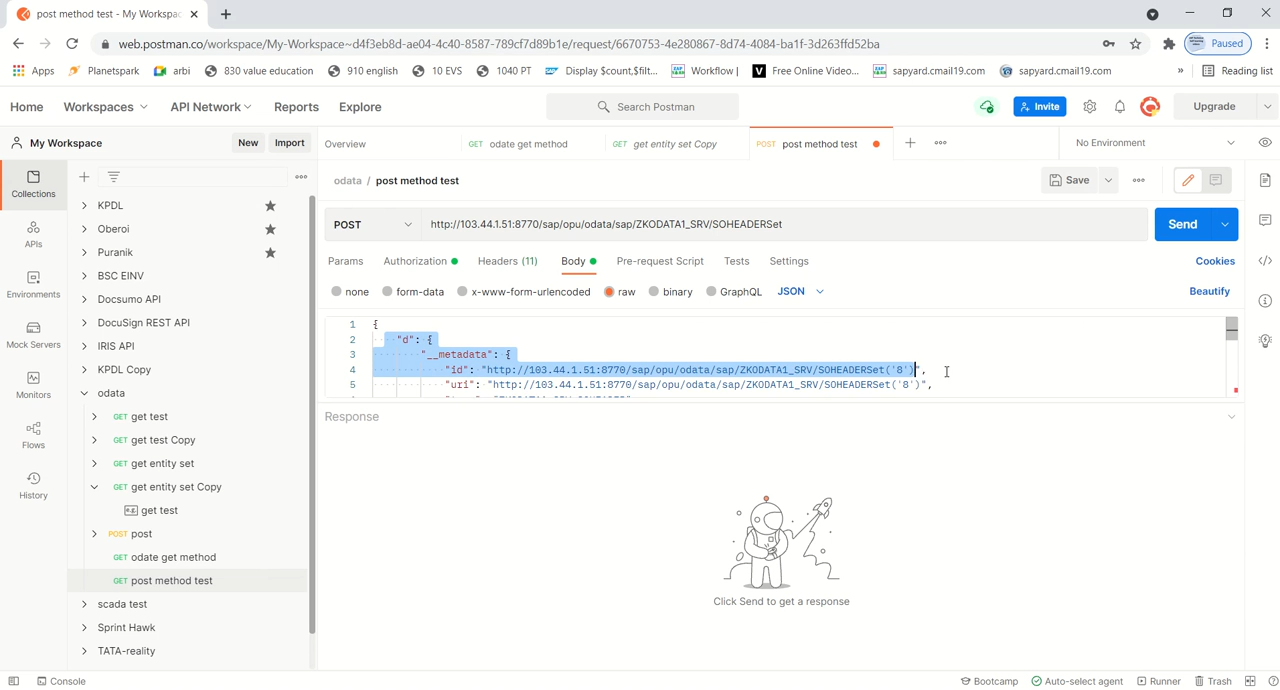 post method test - My Workspac
web.postman.co/workspace/My-Workspace~d4f3eb8d-ae04-4c40-8587-789cf7d89b1e/request/6670753-4e280867-8d74-4084-ba1f-3d263ffd52ba
Paused
Apps Planetspark arbi 830 value education 910 english 10 EVS 1040 PT Display $count,$filt... Workflow | Free Online Video... sapyard.cmail19.com sapyard.cmail19.com » Reading list
Home Workspaces API Network Reports Explore Search Postman Invite Upgrade
My Workspace New Import Overview GET odate get method GET get entity set Copy POST post method test No Environment
Collections
APIs
Environments
Mock Servers
Monitors
Flows
History
KPDL
Oberoi
Puranik
BSC EINV
Docsumo API
DocuSign REST API
IRIS API
KPDL Copy
odata
GET get test
GET get test Copy
GET get entity set
GET get entity set Copy
e.g. get test
POST post
GET odate get method
GET post method test
scada test
Sprint Hawk
TATA-reality
odata / post method test Save
POST http://103.44.1.51:8770/sap/opu/odata/sap/ZKODATA1_SRV/SOHEADERSet Send
Params Authorization Headers (11) Body Pre-request Script Tests Settings Cookies
none form-data x-www-form-urlencoded raw binary GraphQL JSON Beautify
1 {
2 "d": {
3 "__metadata": {
4 "id": "http://103.44.1.51:8770/sap/opu/odata/sap/ZKODATA1_SRV/SOHEADERSet('8')",
5 "uri": "http://103.44.1.51:8770/sap/opu/odata/sap/ZKODATA1_SRV/SOHEADERSet('8')",
Response
Click Send to get a response
Console Bootcamp Auto-select agent Runner Trash